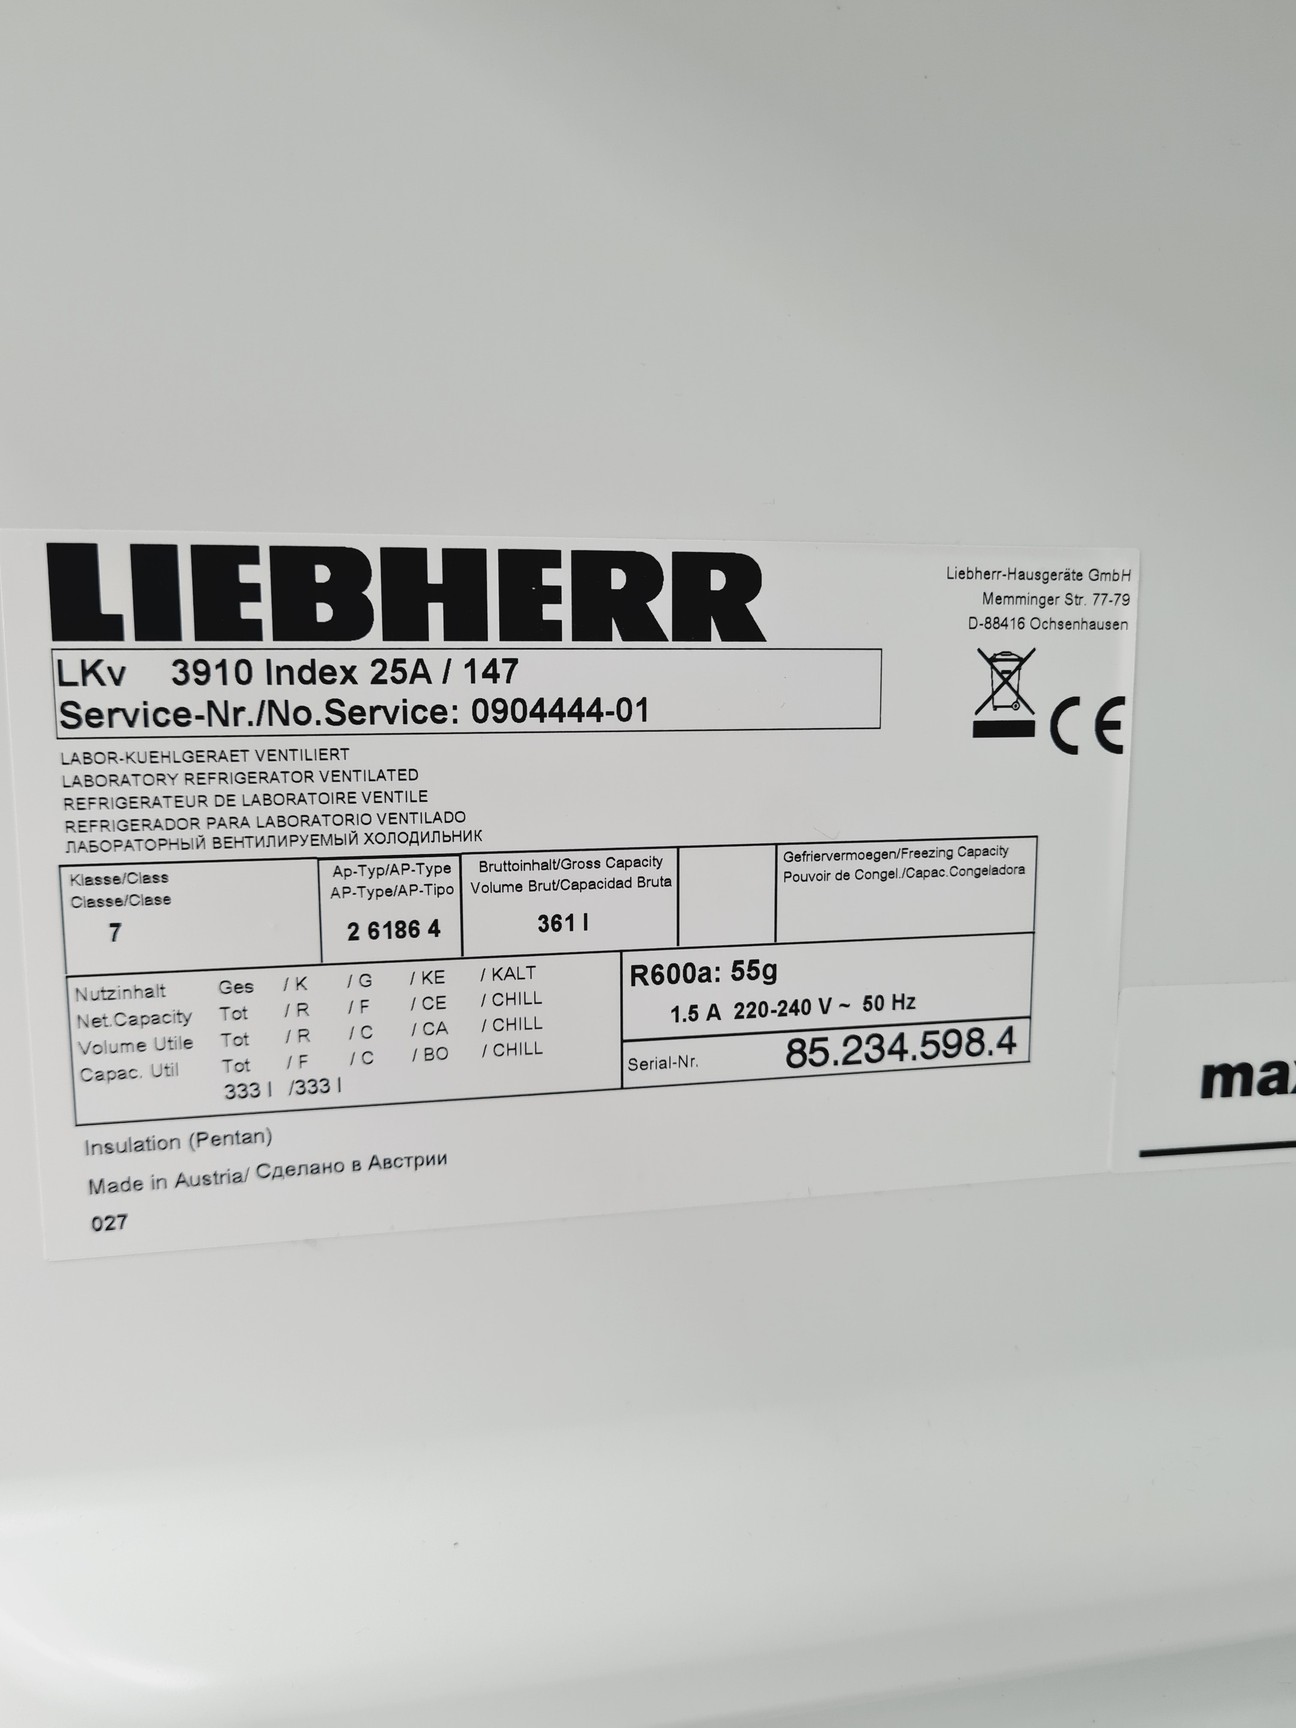 LIEBHERR
Liebherr-Hausgeräte GmbH
Memminger Str. 77-79
D-88416 Ochsenhausen
LKv 3910 Index 25A / 147
Service-Nr./No.Service: 0904444-01
CE
LABOR-KUEHLGERAET VENTILIERT
LABORATORY REFRIGERATOR VENTILATED
REFRIGERATEUR DE LABORATOIRE VENTILE
REFRIGERADOR PARA LABORATORIO VENTILADO
ЛАБОРАТОРНЫЙ ВЕНТИЛИРУЕМЫЙ ХОЛОДИЛЬНИК
Klasse/Class
Classe/Clase
7
Ap-Typ/AP-Type
AP-Type/AP-Tipo
2 6186 4
Bruttoinhalt/Gross Capacity
Volume Brut/Capacidad Bruta
361 l
Gefriervermoegen/Freezing Capacity
Pouvoir de Congel./Capac.Congeladora
Nutzinhalt Ges / K / G / KE / KALT
Net.Capacity Tot / R / F / CE / CHILL
Volume Utile Tot / R / C / CA / CHILL
Capac. Util Tot / F / C / BO / CHILL
333 l /333 l
R600a: 55g
1.5 A 220-240 V ~ 50 Hz
Serial-Nr. 85.234.598.4
Insulation (Pentan)
Made in Austria/ Сделано в Австрии
027